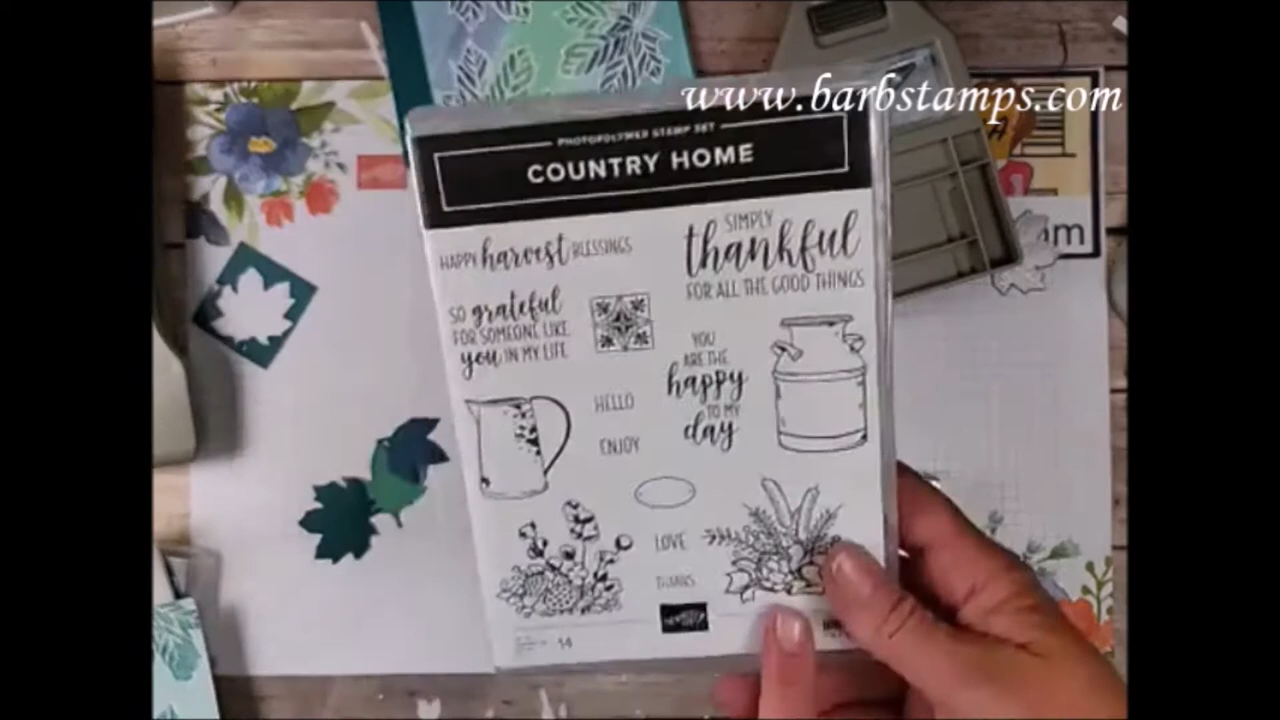 www.barbstamps.com
PHOTOPOLYMER STAMP SET
COUNTRY HOME
HAPPY harvest BLESSINGS
SIMPLY
thankful
FOR ALL THE GOOD THINGS
SO grateful
FOR SOMEONE LIKE
you IN MY LIFE
YOU
ARE THE
happy
TO MY
day
HELLO
ENJOY
LOVE
THANKS
14
am